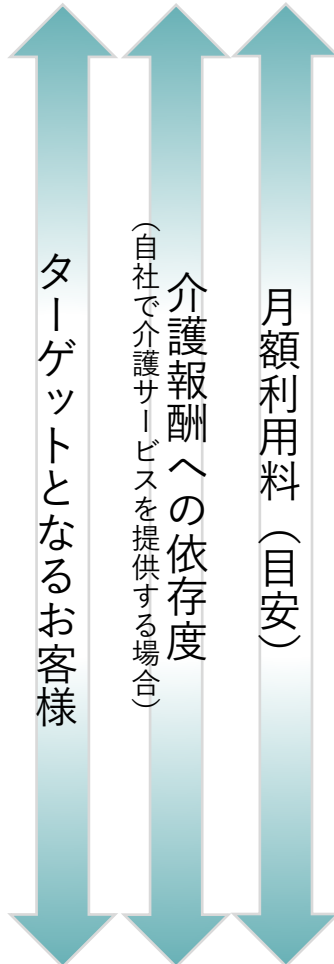 月額利用料（目安）
介護報酬への依存度
（自社で介護サービスを提供する場合）
ターゲットとなるお客様